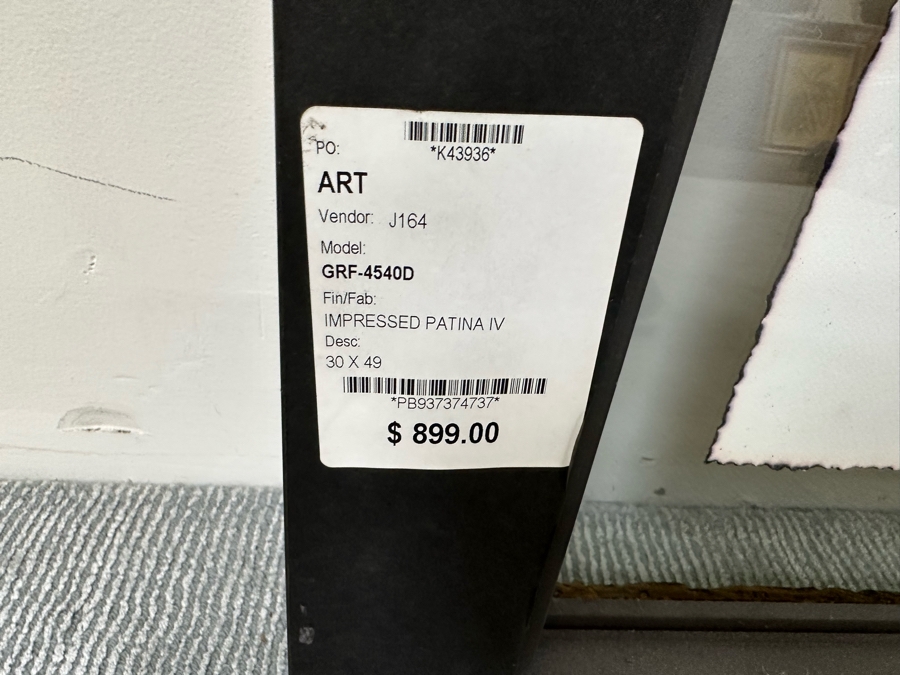 PO:
*K43936*
ART
Vendor: J164
Model:
GRF-4540D
Fin/Fab:
IMPRESSED PATINA IV
Desc:
30 X 49
*PB937374737*
$ 899.00